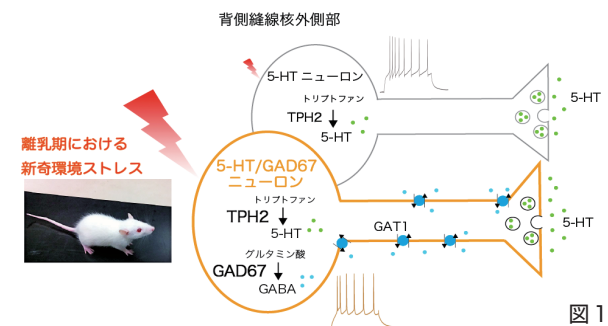 背側縫線核外側部
5-HT ニューロン
トリプトファン
TPH2
5-HT
5-HT
離乳期における
新奇環境ストレス
5-HT/GAD67
ニューロン
トリプトファン
TPH2
5-HT
GAT1
5-HT
グルタミン酸
GAD67
GABA
図1